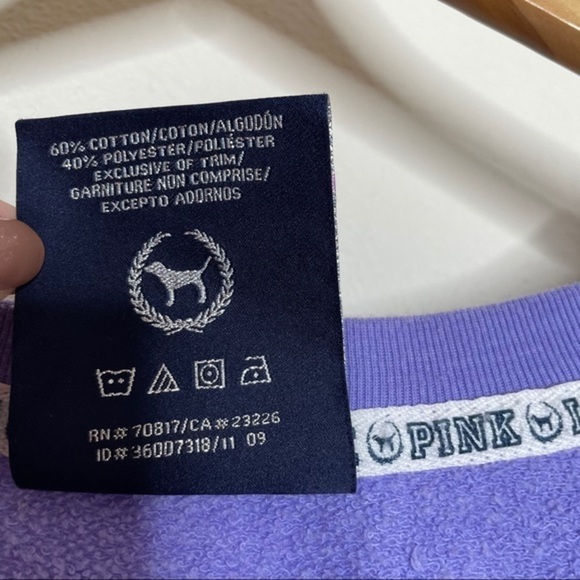 60% COTTON/COTON/ALGODÓN
40% POLYESTER/POLIÉSTER
EXCLUSIVE OF TRIM/
GARNITURE NON COMPRISE/
EXCEPTO ADORNOS
RN# 70817/CA# 23226
ID# 36007318/11 09
PINK